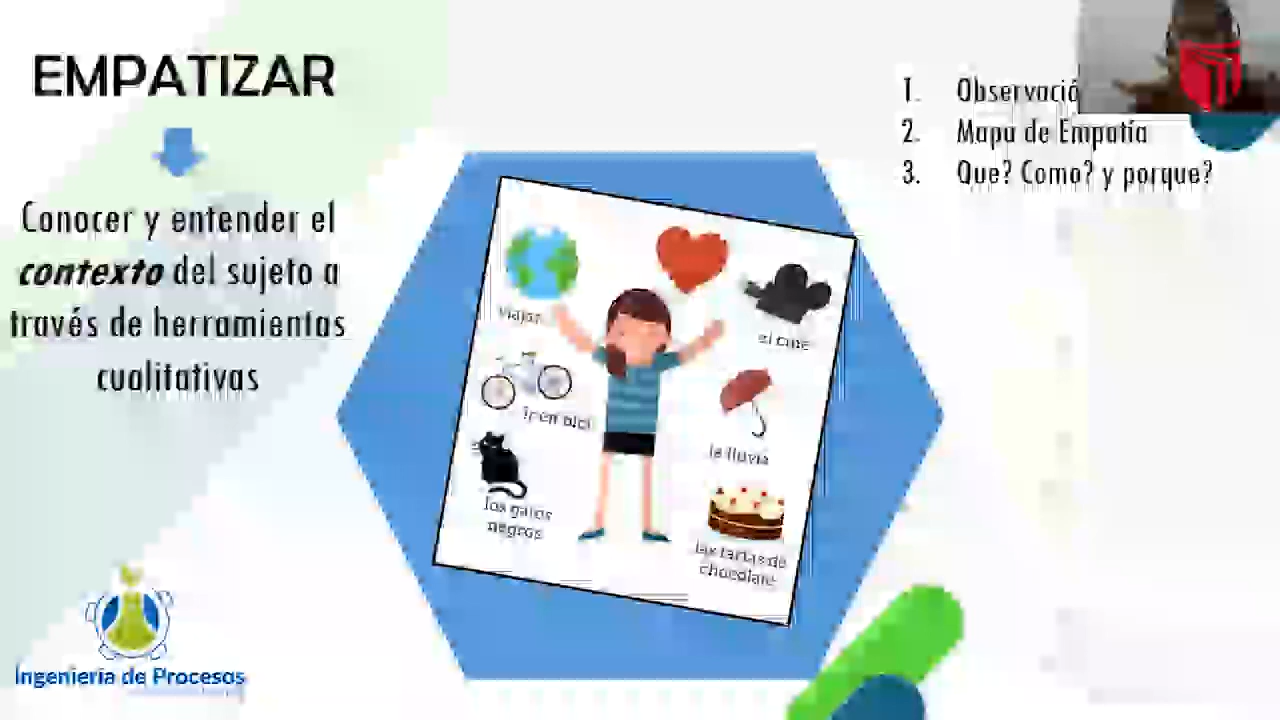 EMPATIZAR
Conocer y entender el
contexto del sujeto a
través de herramientas
cualitativas
1. Observació
2. Mapa de Empatía
3. Que? Como? y porque?
viajar
el cine
ir en bici
la lluvia
los gatos
negros
las tartas de
chocolate
Ingeniería de Procesos